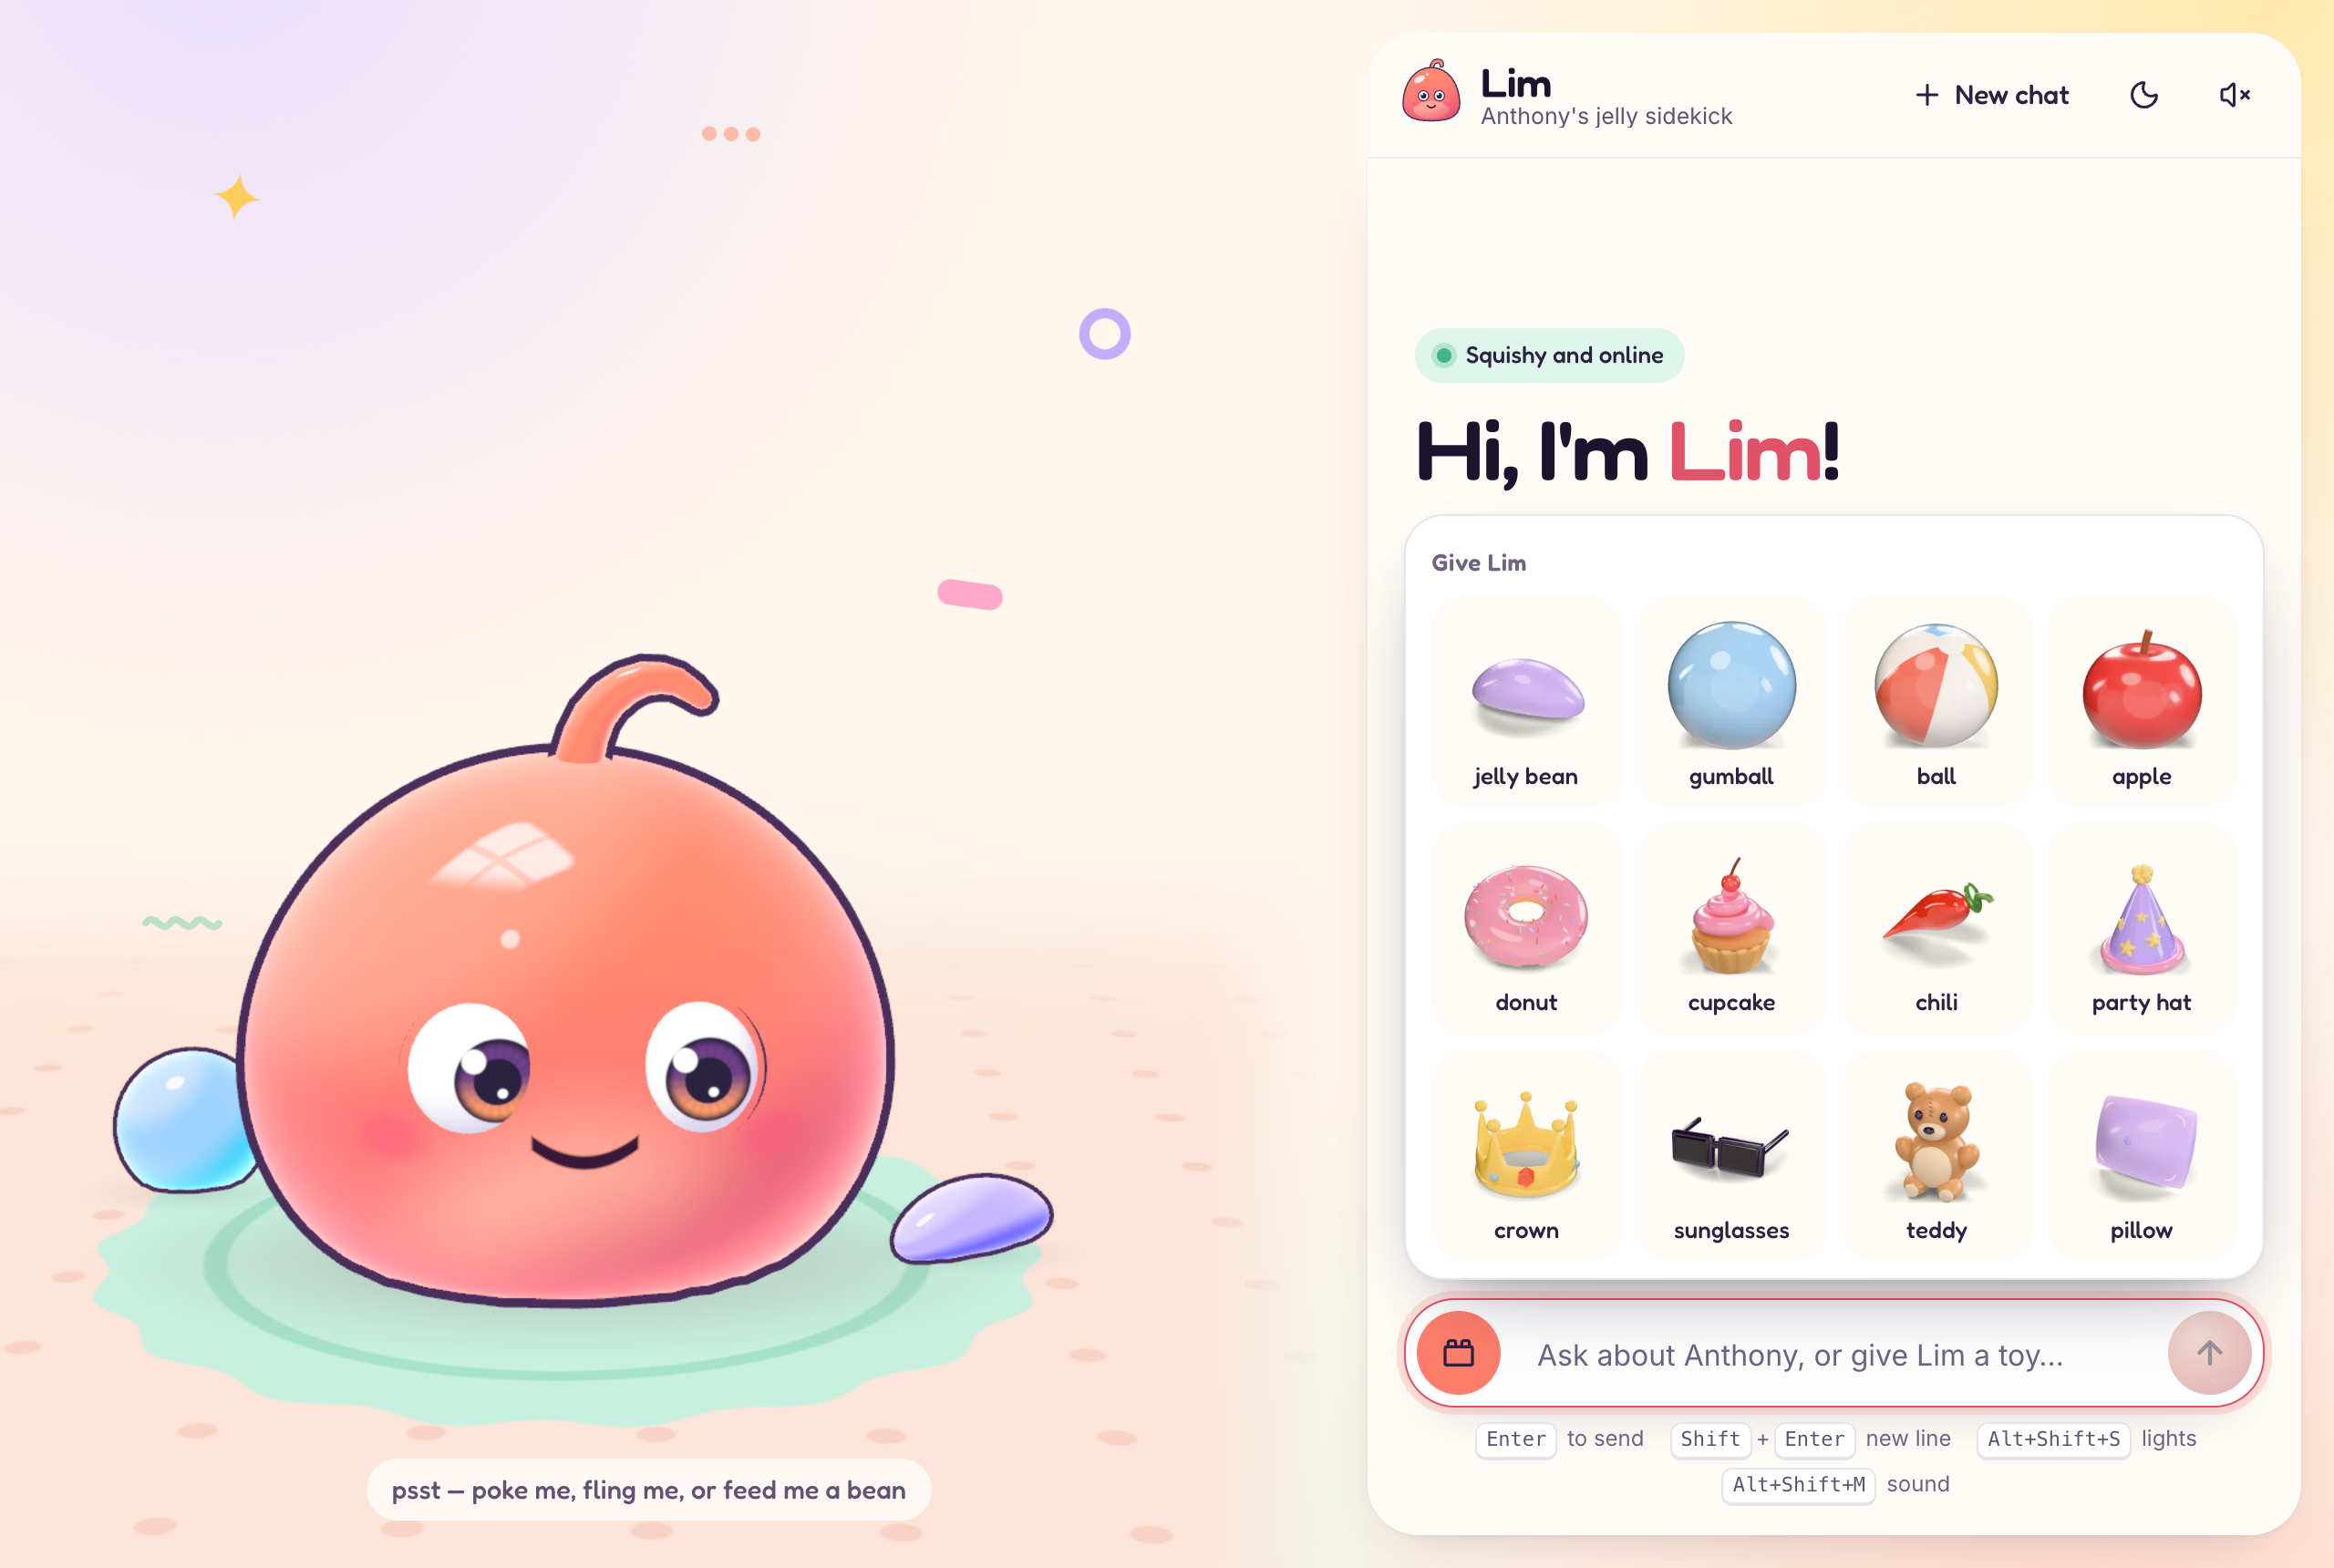 Lim
Anthony's jelly sidekick
New chat
Squishy and online
Hi, I'm Lim!
Give Lim
jelly bean
gumball
ball
apple
donut
cupcake
chili
party hat
crown
sunglasses
teddy
pillow
Ask about Anthony, or give Lim a toy...
Enter to send Shift + Enter new line Alt+Shift+S lights
Alt+Shift+M sound
psst — poke me, fling me, or feed me a bean